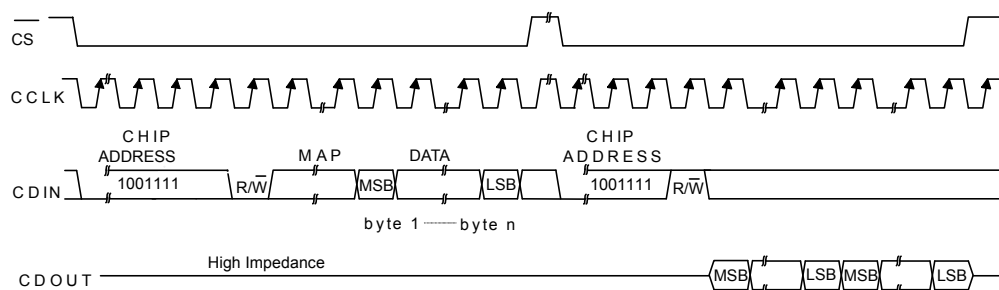 CS
CCLK
CHIP
ADDRESS
MAP
DATA
CHIP
ADDRESS
CDIN
1001111
R/W
MSB
LSB
1001111
R/W
byte 1
byte n
High Impedance
CDOUT
MSB
LSB
MSB
LSB